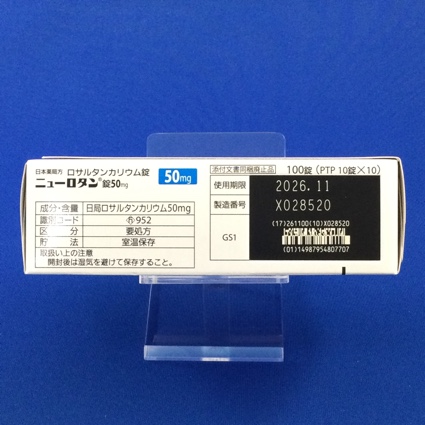 日本薬局方 ロサルタンカリウム錠
ニューロタン®錠50mg
50mg
添付文書同梱廃止品
100錠 (PTP 10錠×10)
成分・含量 日局ロサルタンカリウム50mg
識別コード 952
区分 要処方
貯法 室温保存
取扱い上の注意
開封後は湿気を避けて保存すること。
使用期限 2026.11
製造番号 X028520
GS1
(17)261100(10)X028520
(01)14987954807707